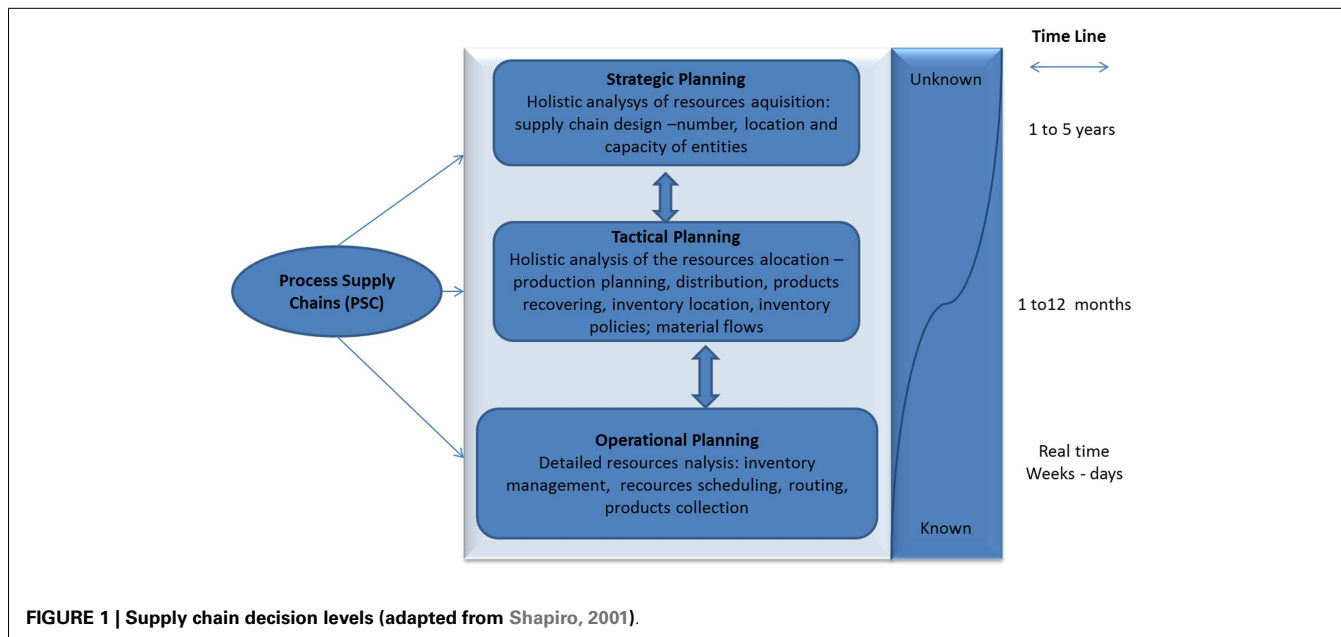 Time Line
Strategic Planning
Holistic analysys of resources aquisition:
supply chain design –number, location and
capacity of entities
Unknown
1 to 5 years
Process Supply
Chains (PSC)
Tactical Planning
Holistic analysis of the resources alocation –
production planning, distribution, products
recovering, inventory location, inventory
policies; material flows
1 to12 months
Operational Planning
Detailed resources nalysis: inventory
management, recources scheduling, routing,
products collection
Known
Real time
Weeks - days
FIGURE 1 | Supply chain decision levels (adapted from Shapiro, 2001).